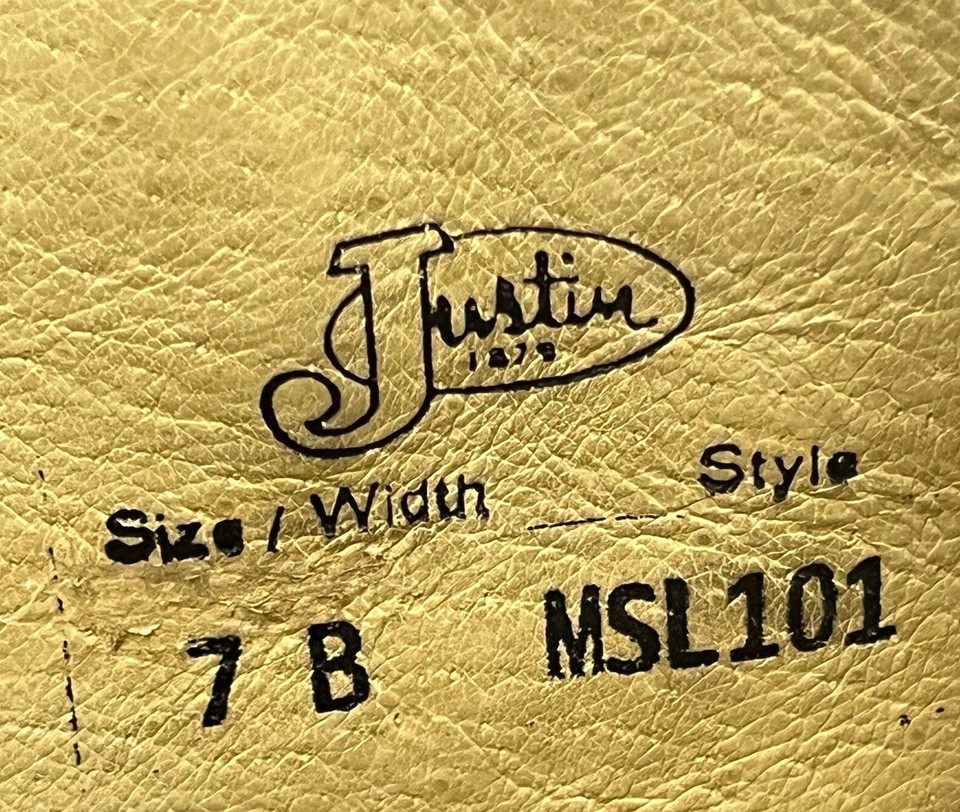 Justin
1879
Size / Width
Style
7 B
MSL101